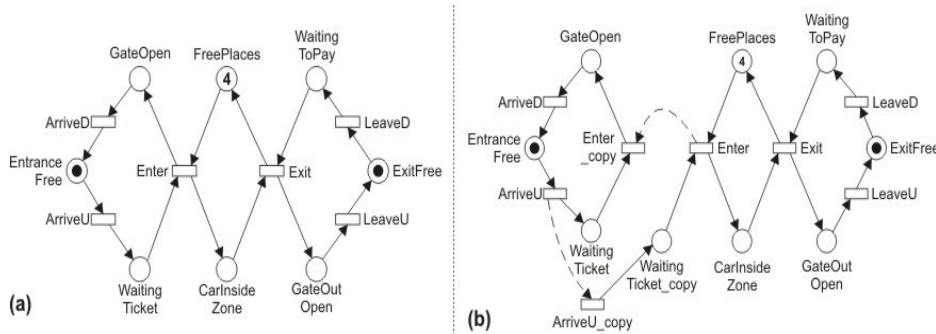 GateOpen
FreePlaces
Waiting
ToPay
4
ArriveD
LeaveD
Entrance
Free
Enter
Exit
ExitFree
ArriveU
LeaveU
Waiting
Ticket
CarInside
Zone
GateOut
Open
(a)
GateOpen
FreePlaces
Waiting
ToPay
4
ArriveD
LeaveD
Entrance
Free
Enter
_copy
Enter
Exit
ExitFree
ArriveU
LeaveU
Waiting
Ticket
Waiting
Ticket_copy
CarInside
Zone
GateOut
Open
ArriveU_copy
(b)